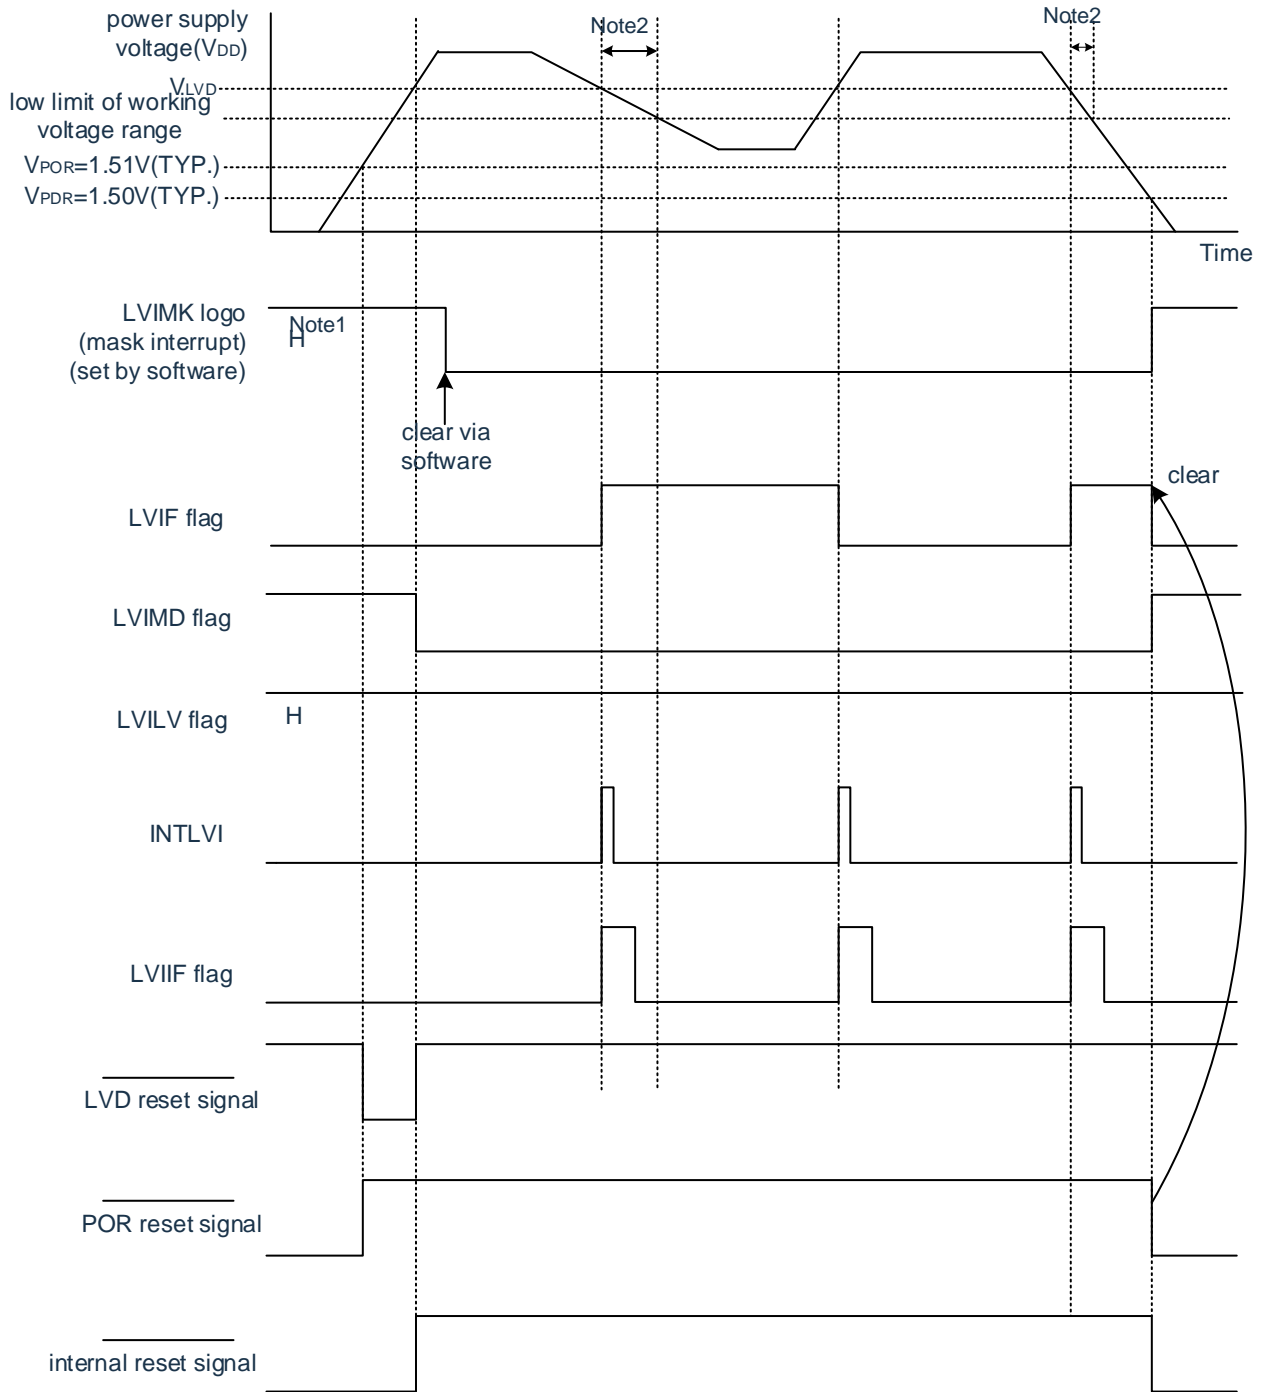 power supply
voltage(VDD)
Note2
Note2
VLVD
low limit of working
voltage range
VPOR=1.51V(TYP.)
VPDR=1.50V(TYP.)
Time
LVIMK logo
(mask interrupt)
(set by software)
Note1
H
clear via
software
clear
LVIF flag
LVIMD flag
LVILV flag
H
INTLVI
LVIIF flag
LVD reset signal
POR reset signal
internal reset signal